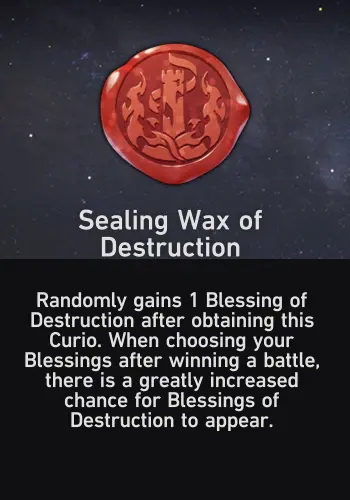 Sealing Wax of
Destruction
Randomly gains 1 Blessing of
Destruction after obtaining this
Curio. When choosing your
Blessings after winning a battle,
there is a greatly increased
chance for Blessings of
Destruction to appear.